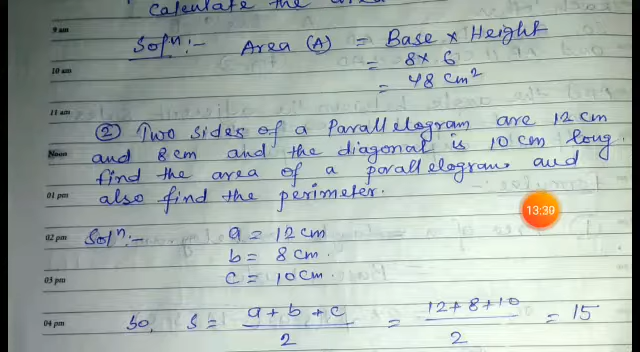 calculate the area
9 am
Solⁿ:- Area (A) = Base × Height
= 8 × 6
10 am
= 48 cm²
11 am
② Two sides of a Parallelogram are 12 cm
Noon
and 8 cm and the diagonal is 10 cm long.
find the area of a parallelogram and
01 pm
also find the perimeter.
13:39
02 pm
Solⁿ:- a = 12 cm
b = 8 cm.
03 pm
c = 10 cm.
04 pm
So, s = a + b + c / 2 = 12 + 8 + 10 / 2 = 15